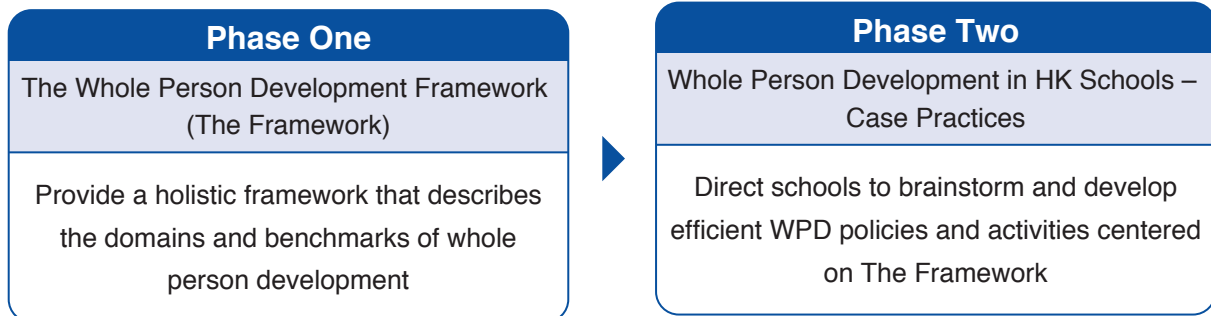 Phase One
The Whole Person Development Framework
(The Framework)
Provide a holistic framework that describes
the domains and benchmarks of whole
person development
Phase Two
Whole Person Development in HK Schools –
Case Practices
Direct schools to brainstorm and develop
efficient WPD policies and activities centered
on The Framework